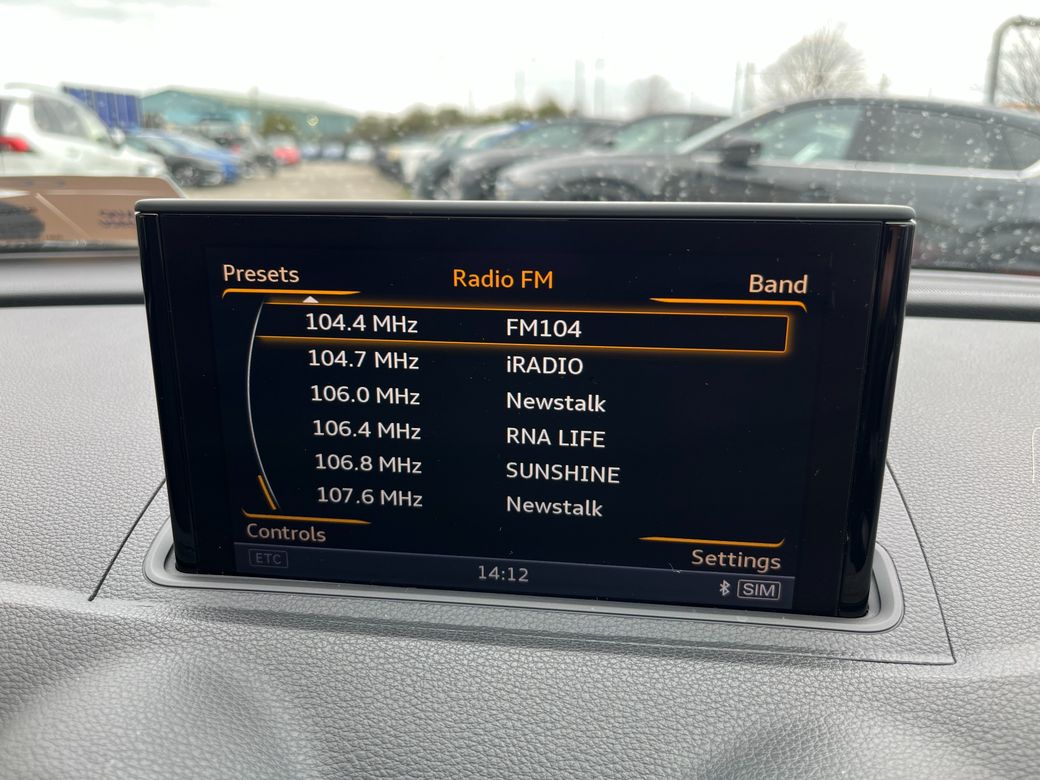 Presets Radio FM Band
104.4 MHz FM104
104.7 MHz iRADIO
106.0 MHz Newstalk
106.4 MHz RNA LIFE
106.8 MHz SUNSHINE
107.6 MHz Newstalk
Controls Settings
ETC 14:12 SIM